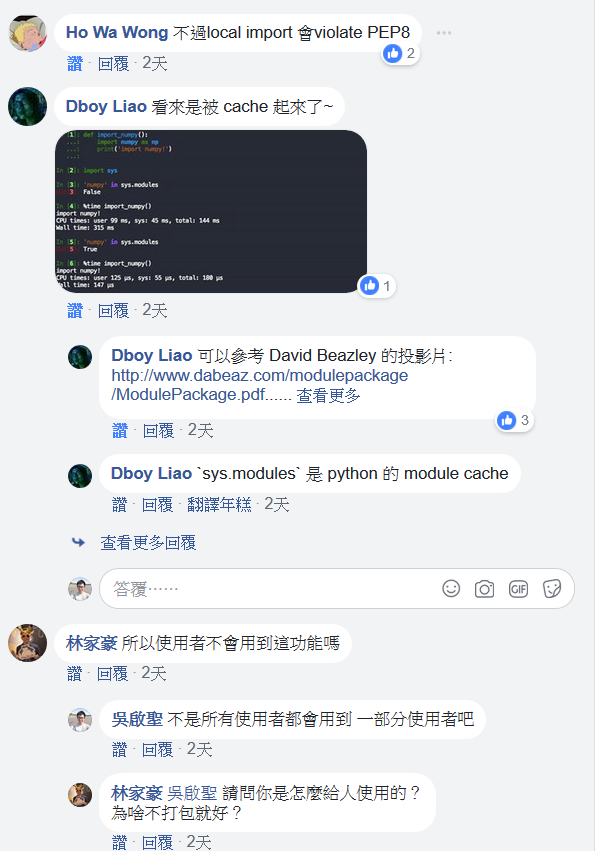 Ho Wa Wong 不過local import 會violate PEP8
2
讚 · 回覆 · 2天
Dboy Liao 看來是被 cache 起來了~
In [1]: def import_numpy():
...: import numpy as np
...: print('import numpy!')
...:
In [2]: import sys
In [3]: 'numpy' in sys.modules
3 False
In [4]: %time import_numpy()
import numpy!
CPU times: user 99 ms, sys: 45 ms, total: 144 ms
Wall time: 315 ms
In [5]: 'numpy' in sys.modules
5 True
In [6]: %time import_numpy()
import numpy!
CPU times: user 125 µs, sys: 55 µs, total: 180 µs
Wall time: 147 µs
1
讚 · 回覆 · 2天
Dboy Liao 可以參考 David Beazley 的投影片:
http://www.dabeaz.com/modulepackage
/ModulePackage.pdf...... 查看更多
3
讚 · 回覆 · 2天
Dboy Liao `sys.modules` 是 python 的 module cache
讚 · 回覆 · 翻譯年糕 · 2天
查看更多回覆
答覆……
GIF
林家豪 所以使用者不會用到這功能嗎
讚 · 回覆 · 2天
吳啟聖 不是所有使用者都會用到 一部分使用者吧
讚 · 回覆 · 2天
林家豪 吳啟聖 請問你是怎麼給人使用的？
為啥不打包就好？
讚 · 回覆 · 2天